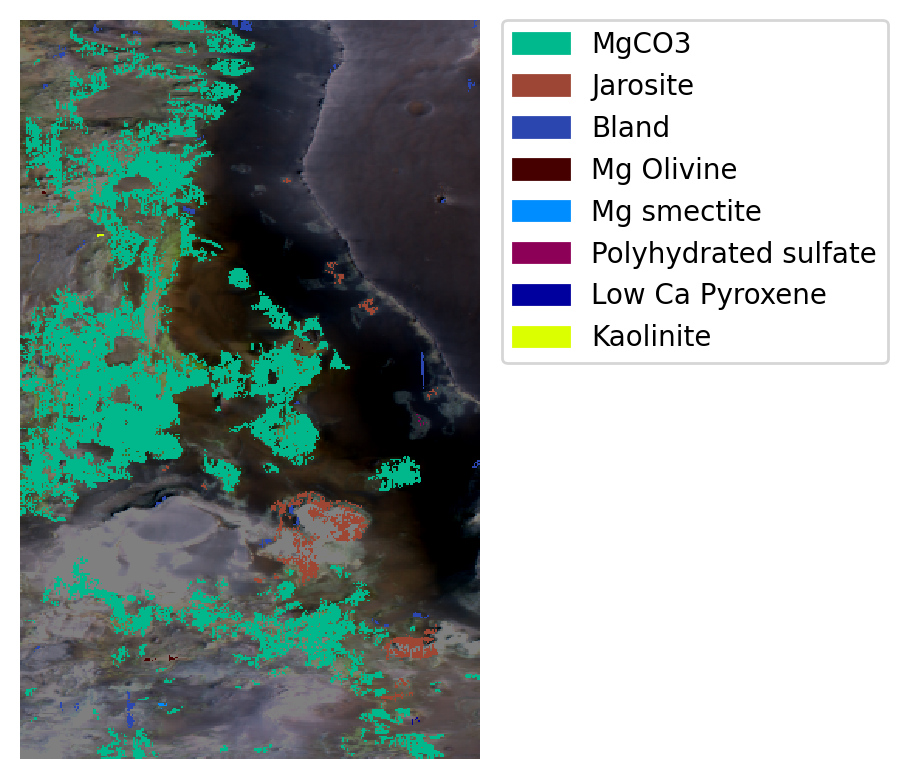 MgCO3
Jarosite
Bland
Mg Olivine
Mg smectite
Polyhydrated sulfate
Low Ca Pyroxene
Kaolinite